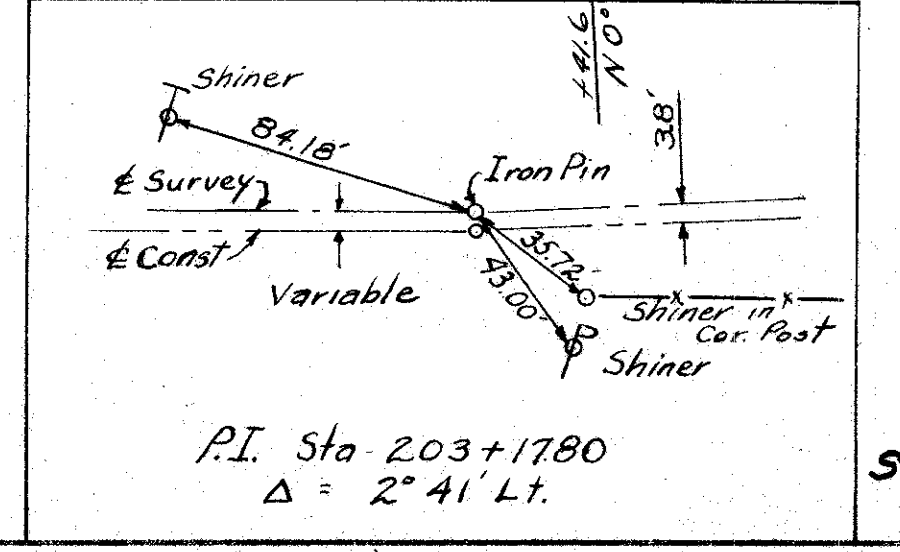 Shiner
+41.6
N 0°
38'
84.18'
Iron Pin
℄ Survey
℄ Const
Variable
35.72'
43.00'
P
Shiner in
Cor. Post
Shiner
P.I. Sta 203+17.80
Δ = 2° 41' Lt.
S